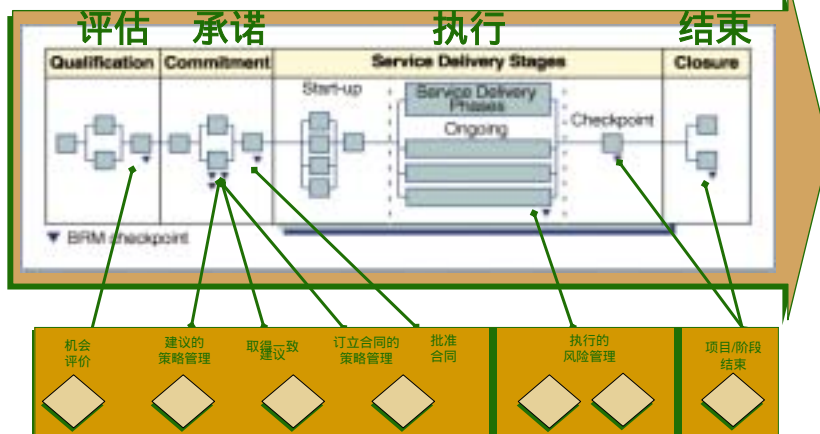 评估 承诺 执行 结束
Qualification Commitment Service Delivery Stages Closure
Start-up
Service Delivery
Phases
Ongoing
Checkpoint
BRM checkpoint
机会
评价
建议的
策略管理
取得一致
建议
订立合同的
策略管理
批准
合同
执行的
风险管理
项目/阶段
结束